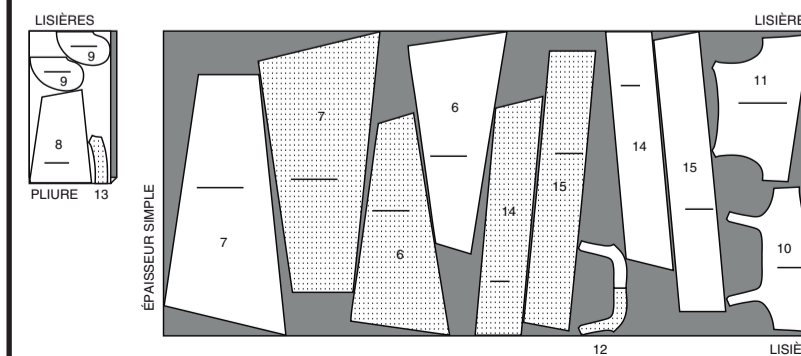 LISIÈRES
9
9
8
PLIURE 13
ÉPAISSEUR SIMPLE
LISIÈRE
7
7
6
6
14
15
14
15
11
10
12
LISIÈ